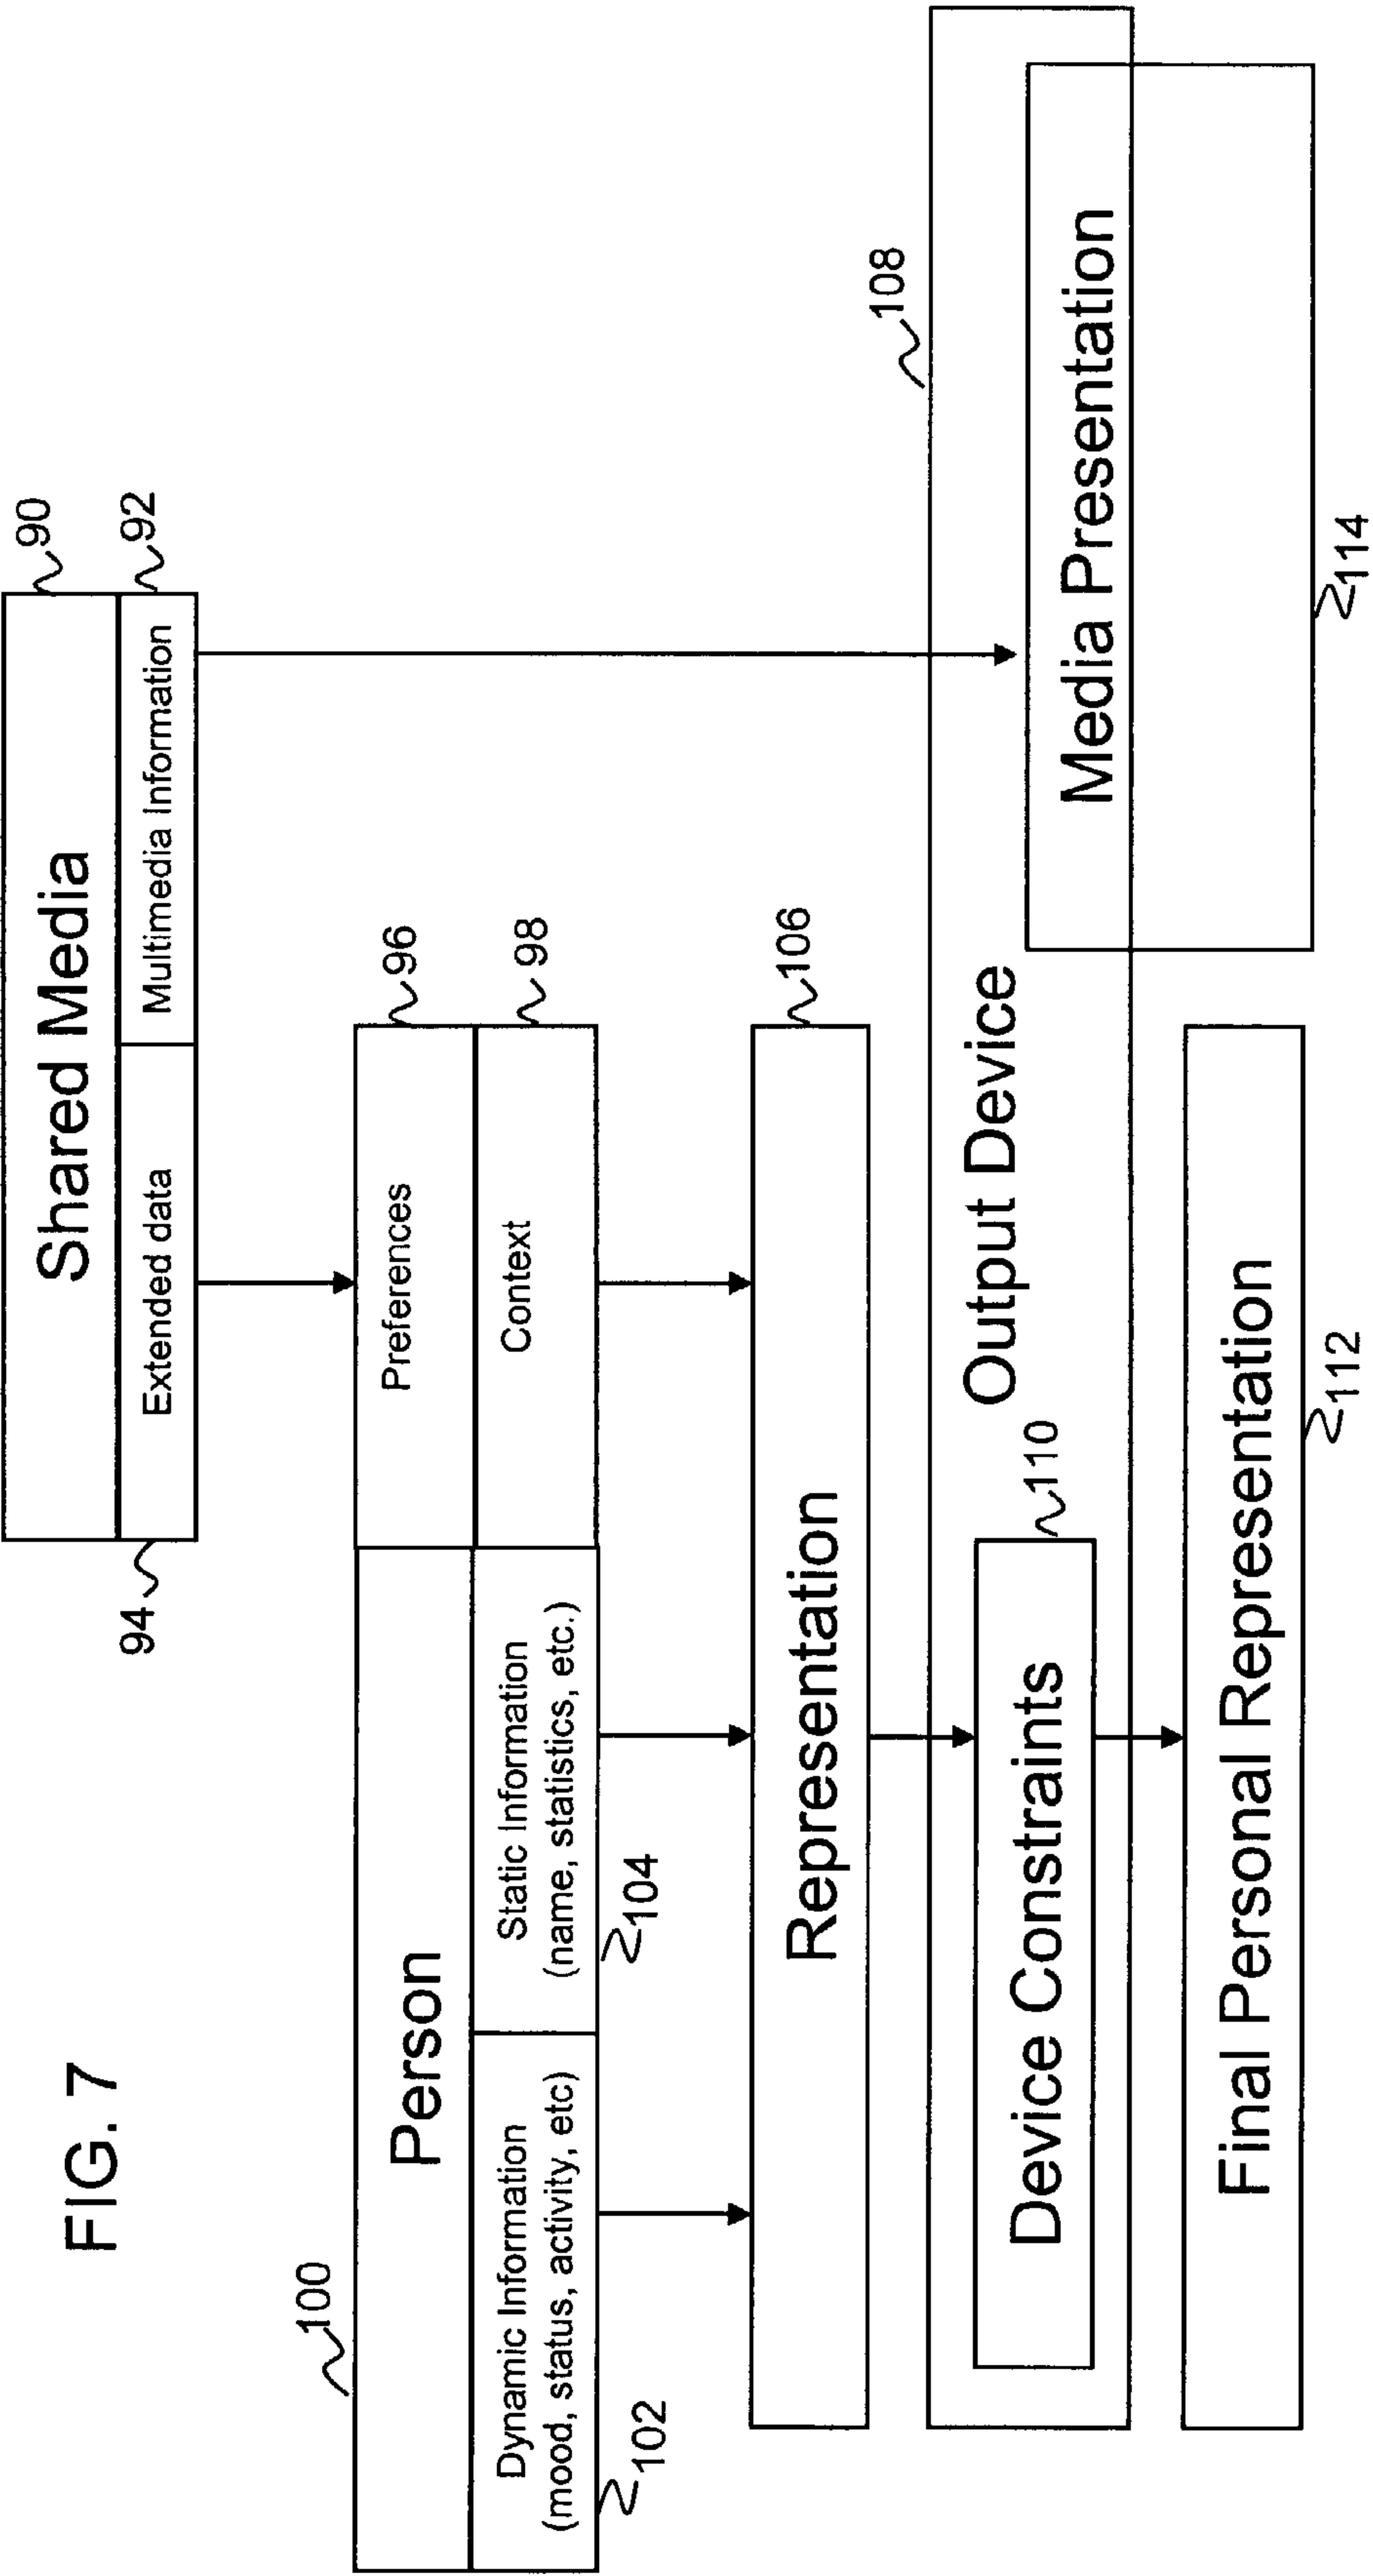 FIG. 7
Shared Media
90
Extended data
Multimedia Information
92
94
100
Person
Preferences
96
Dynamic Information
(mood, status, activity, etc)
Static Information
(name, statistics, etc.)
Context
98
102
104
Representation
106
108
Output Device
Device Constraints
110
Media Presentation
Final Personal Representation
112
114